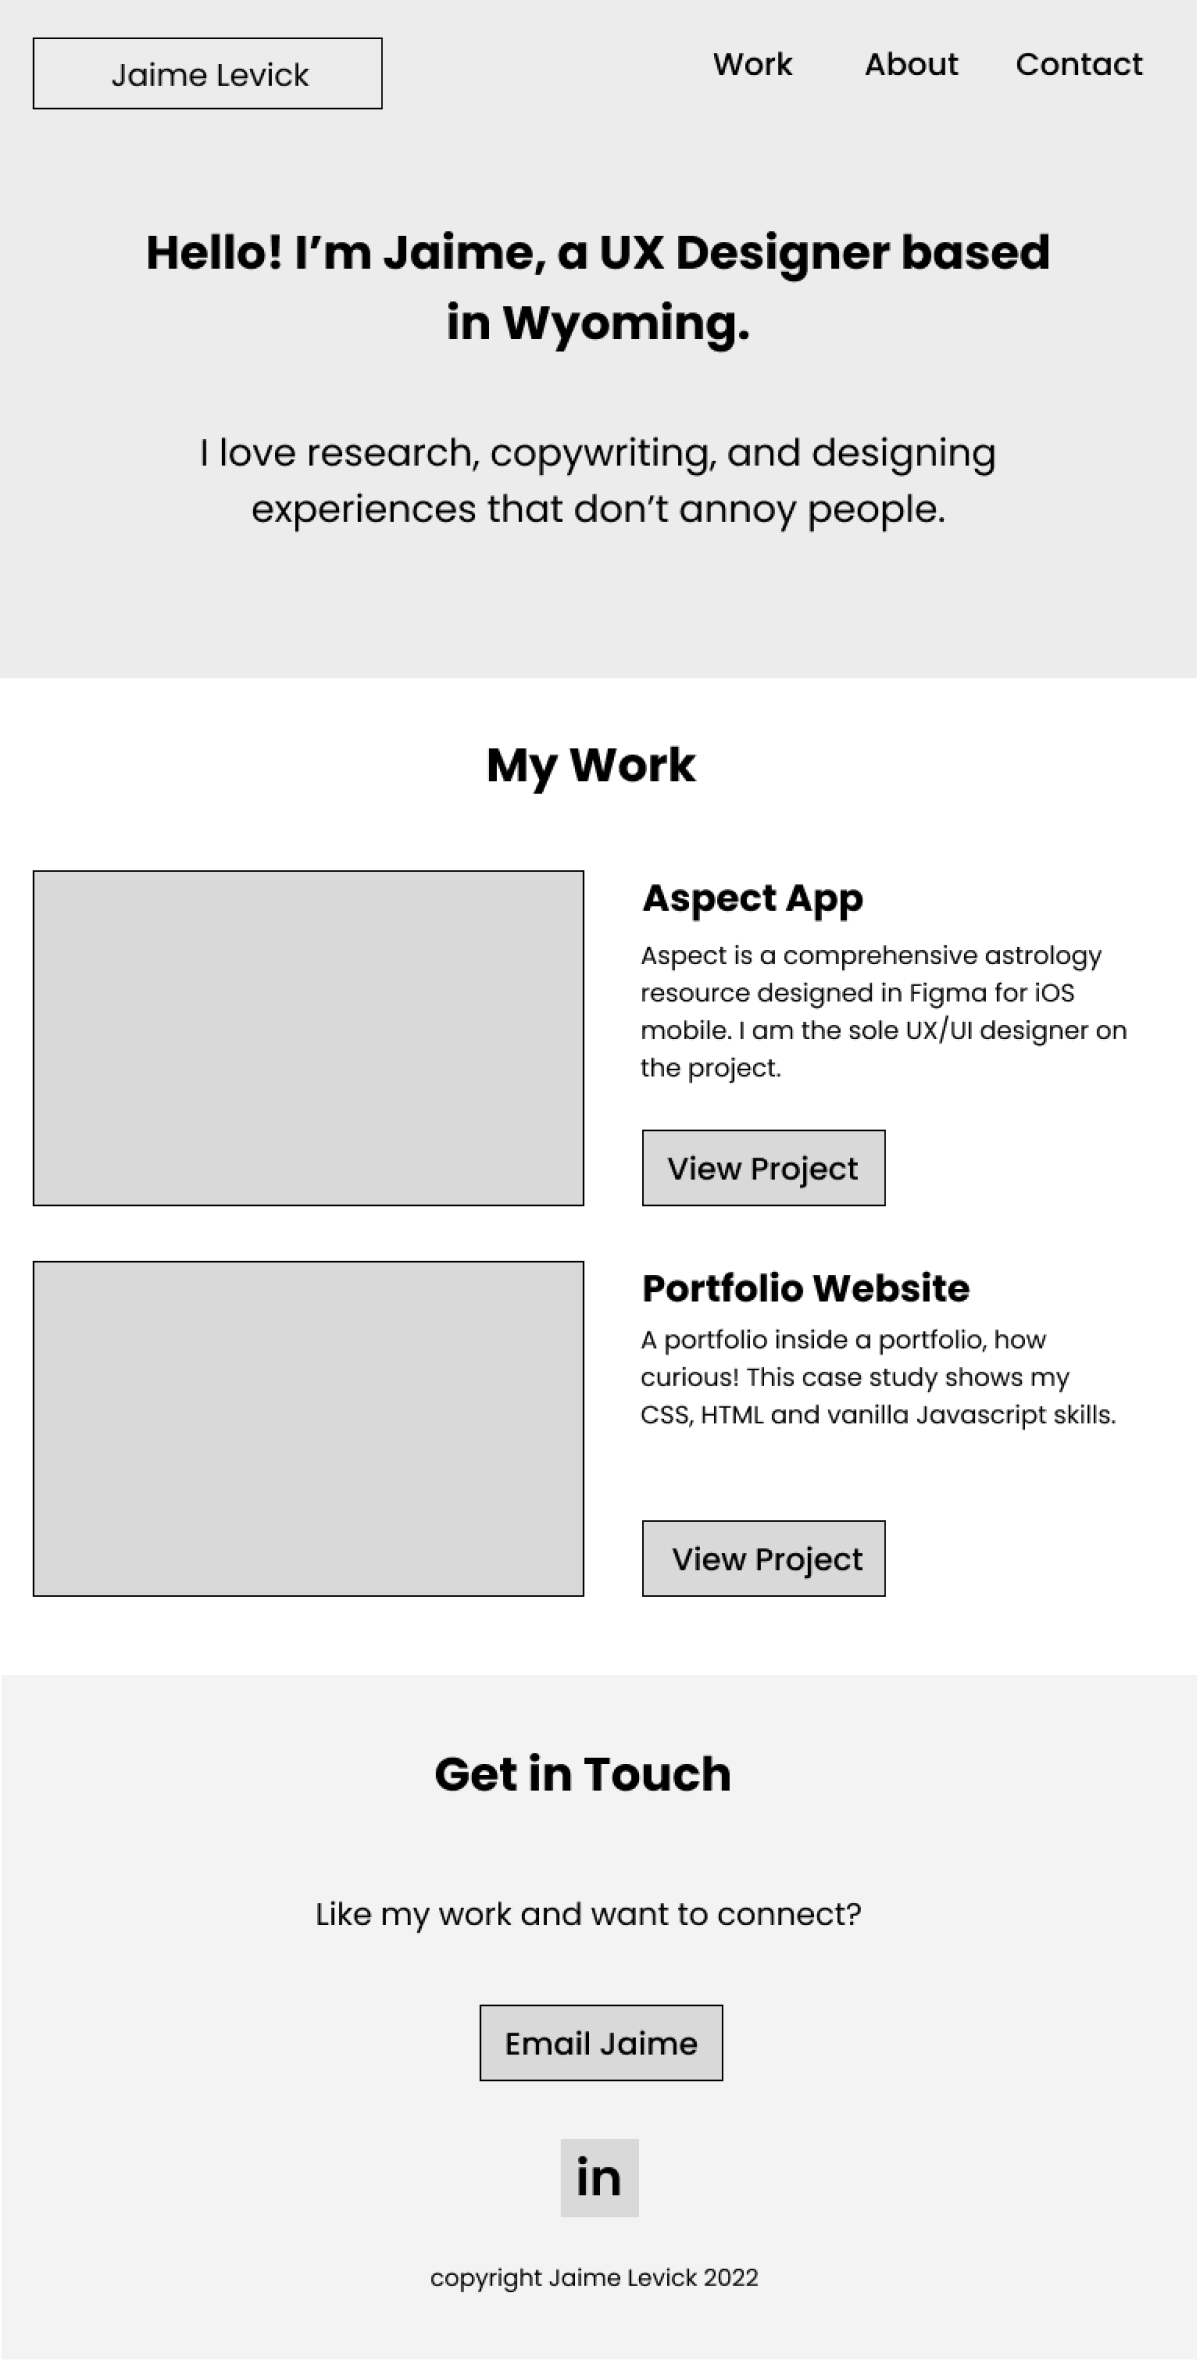 Jaime Levick
Work About Contact
Hello! I’m Jaime, a UX Designer based
in Wyoming.
I love research, copywriting, and designing
experiences that don’t annoy people.
My Work
Aspect App
Aspect is a comprehensive astrology
resource designed in Figma for iOS
mobile. I am the sole UX/UI designer on
the project.
View Project
Portfolio Website
A portfolio inside a portfolio, how
curious! This case study shows my
CSS, HTML and vanilla Javascript skills.
View Project
Get in Touch
Like my work and want to connect?
Email Jaime
in
copyright Jaime Levick 2022